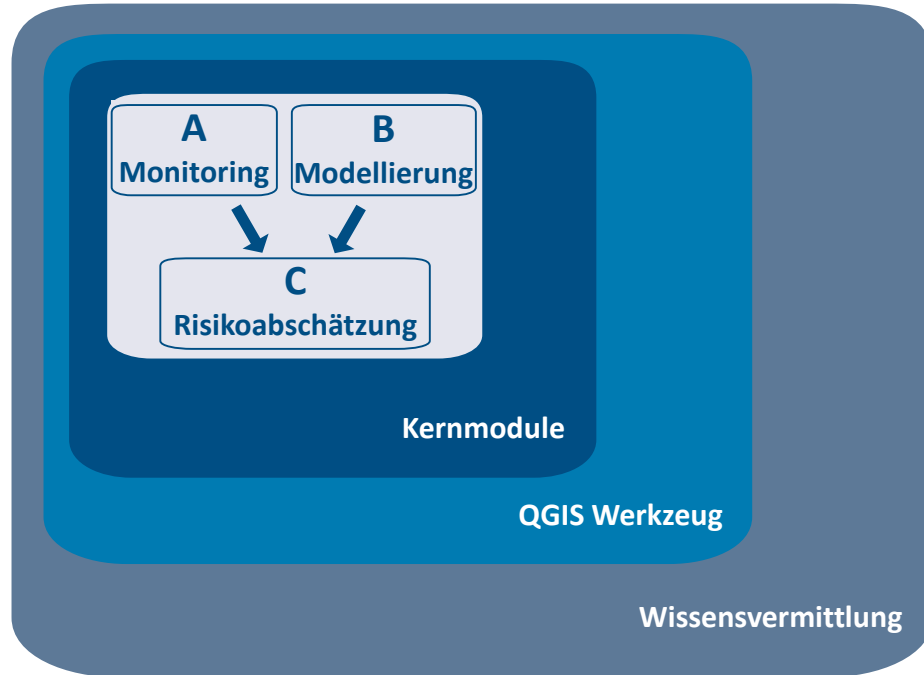 A
Monitoring
B
Modellierung
C
Risikoabschätzung
Kernmodule
QGIS Werkzeug
Wissensvermittlung